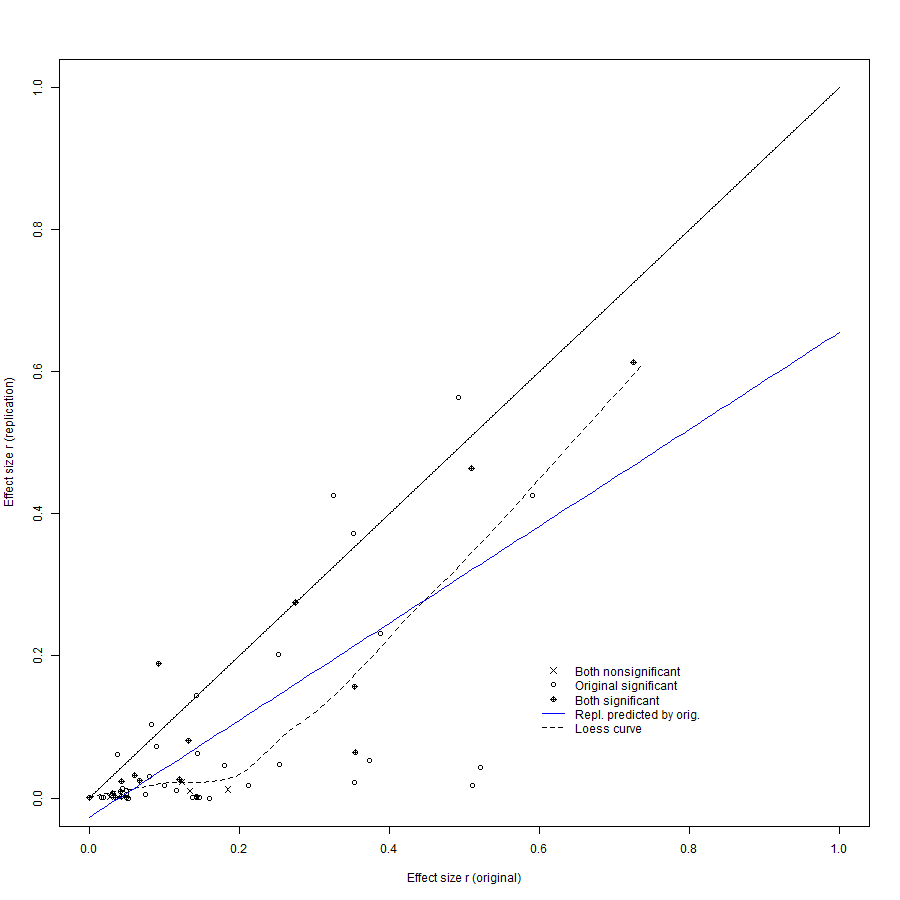 1.0
0.8
0.6
0.4
0.2
0.0
Effect size r (replication)
Both nonsignificant
Original significant
Both significant
Repl. predicted by orig.
Loess curve
0.0 0.2 0.4 0.6 0.8 1.0
Effect size r (original)